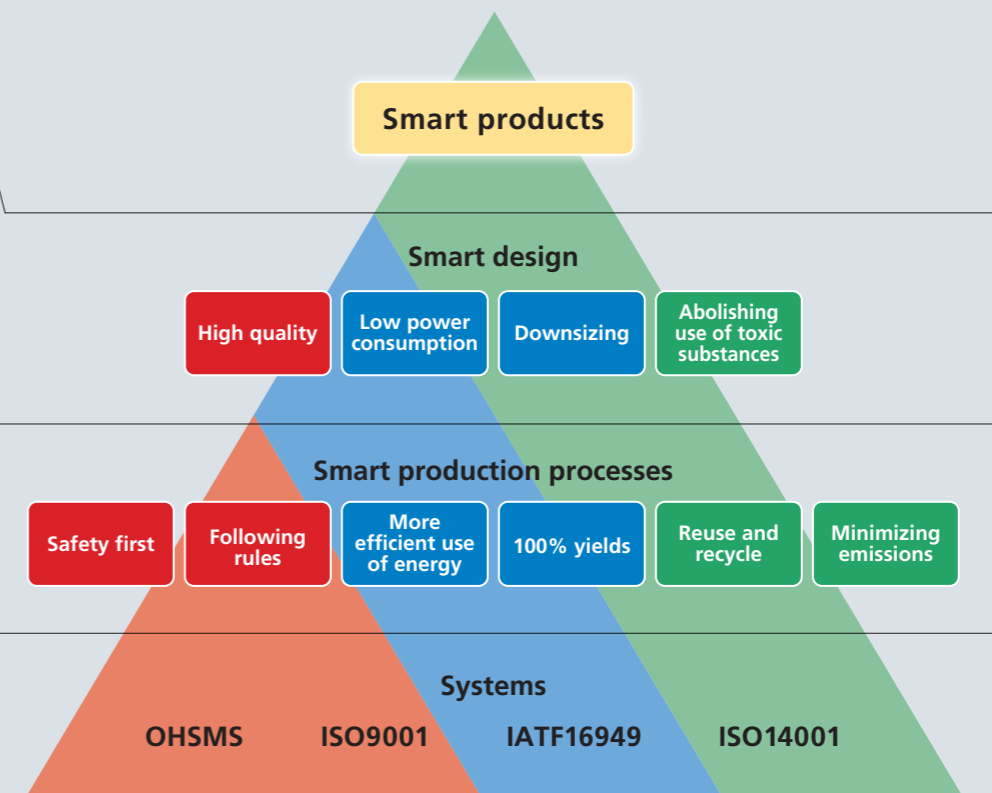 Smart products
Smart design
High quality
Low power
consumption
Downsizing
Abolishing
use of toxic
substances
Smart production processes
Safety first
Following
rules
More
efficient use
of energy
100% yields
Reuse and
recycle
Minimizing
emissions
Systems
OHSMS
ISO9001
IATF16949
ISO14001